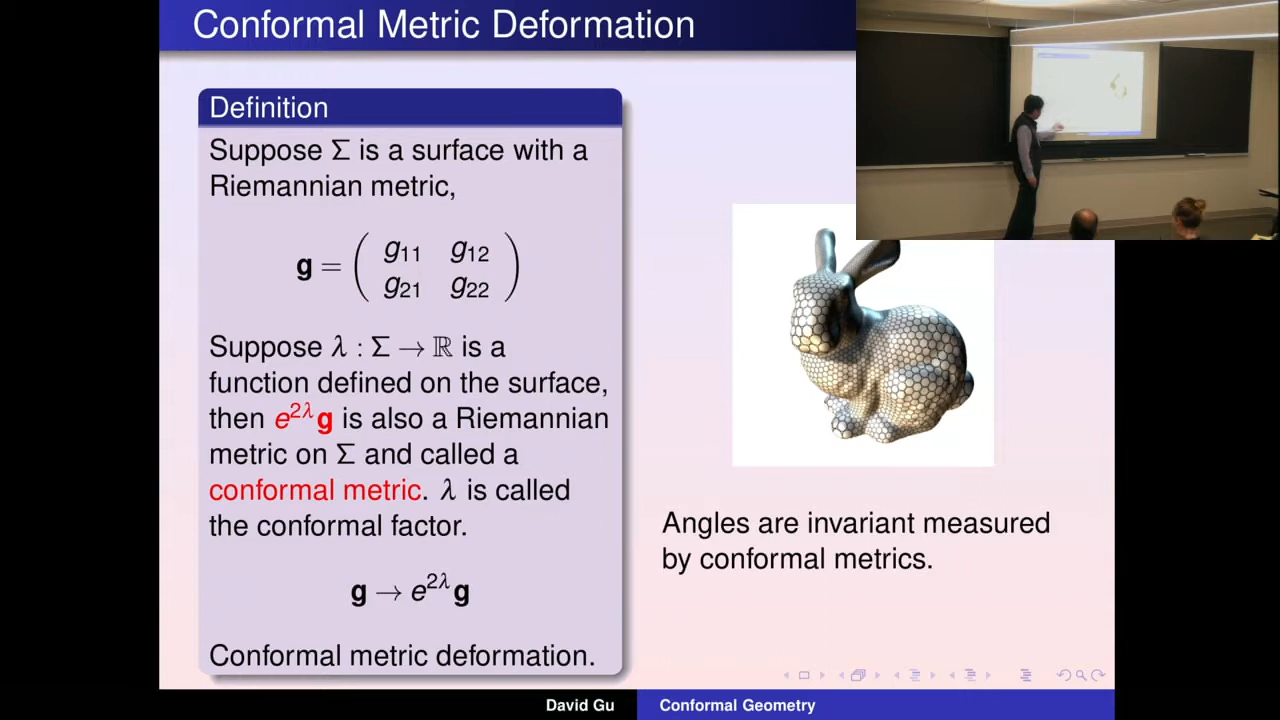 Conformal Metric Deformation
Definition
Suppose Σ is a surface with a
Riemannian metric,
g = ( g11 g12
g21 g22 )
Suppose λ : Σ → ℝ is a
function defined on the surface,
then e^{2λ}g is also a Riemannian
metric on Σ and called a
conformal metric. λ is called
the conformal factor.
g → e^{2λ}g
Conformal metric deformation.
Angles are invariant measured
by conformal metrics.
David Gu
Conformal Geometry